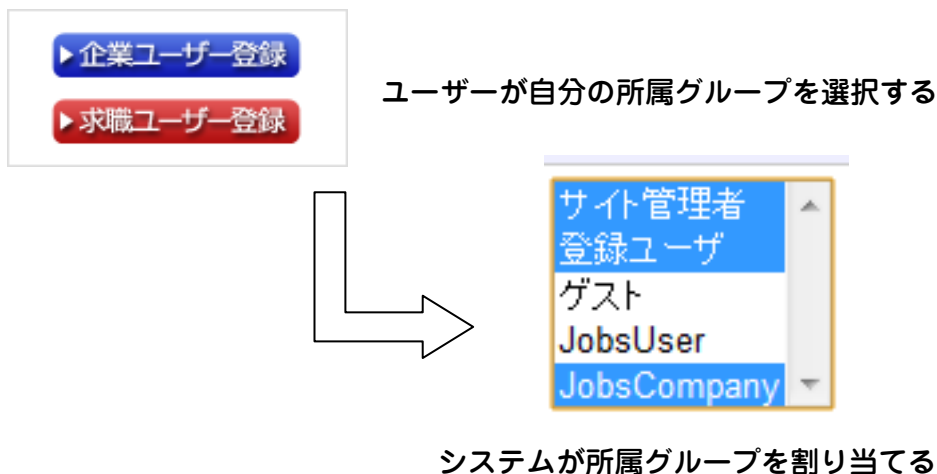 企業ユーザー登録
求職ユーザー登録
ユーザーが自分の所属グループを選択する
サイト管理者
登録ユーザ
ゲスト
JobsUser
JobsCompany
システムが所属グループを割り当てる